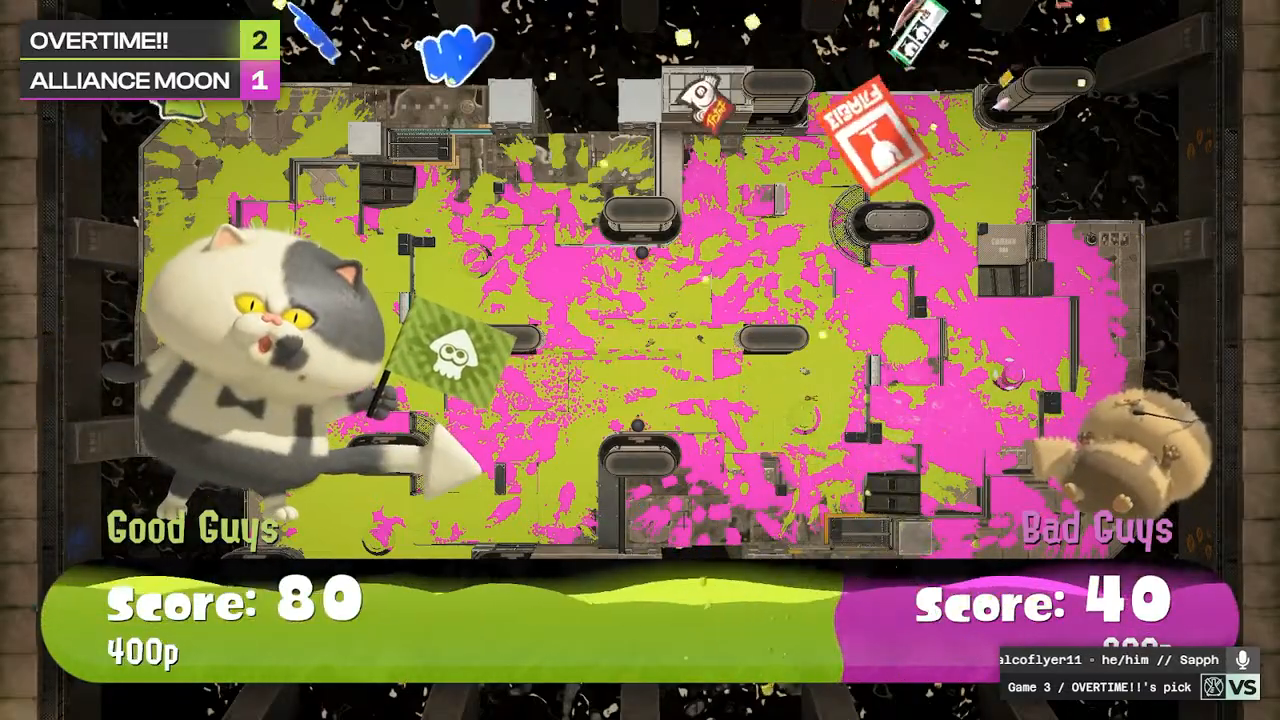 OVERTIME!! 2
ALLIANCE MOON 1
Good Guys
Bad Guys
Score: 80
Score: 40
400p
alcoflyer11 · he/him // Sapph
Game 3 / OVERTIME!!'s pick
VS